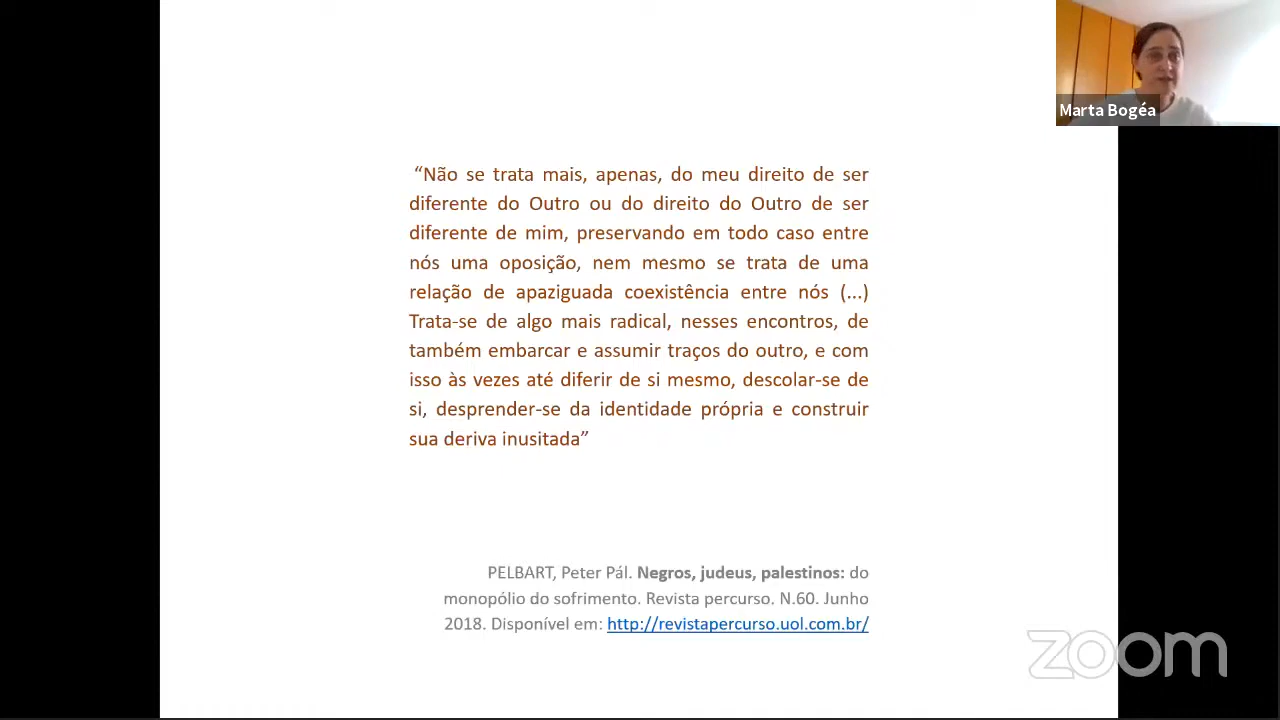 Marta Bogéa
“Não se trata mais, apenas, do meu direito de ser
diferente do Outro ou do direito do Outro de ser
diferente de mim, preservando em todo caso entre
nós uma oposição, nem mesmo se trata de uma
relação de apaziguada coexistência entre nós (...)
Trata-se de algo mais radical, nesses encontros, de
também embarcar e assumir traços do outro, e com
isso às vezes até diferir de si mesmo, descolar-se de
si, desprender-se da identidade própria e construir
sua deriva inusitada”
PELBART, Peter Pál. Negros, judeus, palestinos: do
monopólio do sofrimento. Revista percurso. N.60. Junho
2018. Disponível em: http://revistapercurso.uol.com.br/
zoom